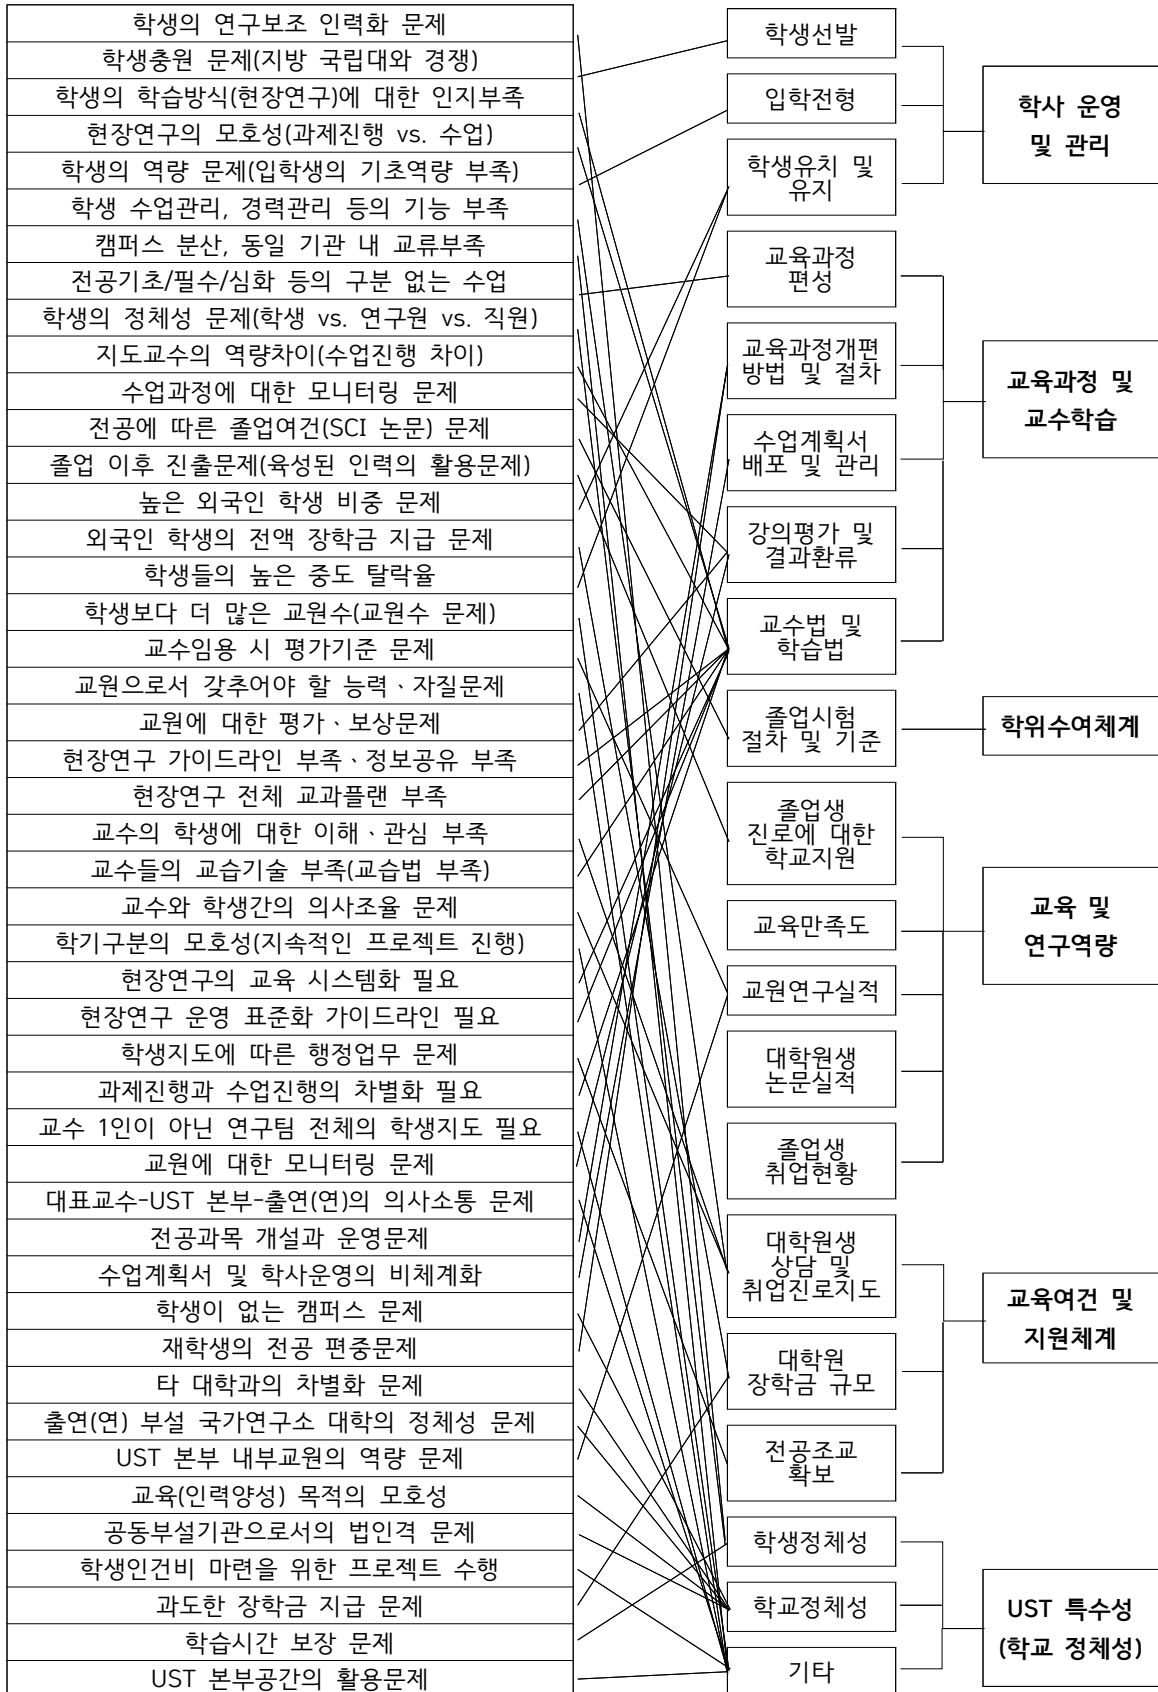 학생의 연구보조 인력화 문제
학생충원 문제(지방 국립대와 경쟁)
학생의 학습방식(현장연구)에 대한 인지부족
현장연구의 모호성(과제진행 vs. 수업)
학생의 역량 문제(입학생의 기초역량 부족)
학생 수업관리, 경력관리 등의 기능 부족
캠퍼스 분산, 동일 기관 내 교류부족
전공기초/필수/심화 등의 구분 없는 수업
학생의 정체성 문제(학생 vs. 연구원 vs. 직원)
지도교수의 역량차이(수업진행 차이)
수업과정에 대한 모니터링 문제
전공에 따른 졸업여건(SCI 논문) 문제
졸업 이후 진출문제(육성된 인력의 활용문제)
높은 외국인 학생 비중 문제
외국인 학생의 전액 장학금 지급 문제
학생들의 높은 중도 탈락율
학생보다 더 많은 교원수(교원수 문제)
교수임용 시 평가기준 문제
교원으로서 갖추어야 할 능력、자질문제
교원에 대한 평가、보상문제
현장연구 가이드라인 부족、정보공유 부족
현장연구 전체 교과플랜 부족
교수의 학생에 대한 이해、관심 부족
교수들의 교습기술 부족(교습법 부족)
교수와 학생간의 의사조율 문제
학기구분의 모호성(지속적인 프로젝트 진행)
현장연구의 교육 시스템화 필요
현장연구 운영 표준화 가이드라인 필요
학생지도에 따른 행정업무 문제
과제진행과 수업진행의 차별화 필요
교수 1인이 아닌 연구팀 전체의 학생지도 필요
교원에 대한 모니터링 문제
대표교수-UST 본부-출연(연)의 의사소통 문제
전공과목 개설과 운영문제
수업계획서 및 학사운영의 비체계화
학생이 없는 캠퍼스 문제
재학생의 전공 편중문제
타 대학과의 차별화 문제
출연(연) 부설 국가연구소 대학의 정체성 문제
UST 본부 내부교원의 역량 문제
교육(인력양성) 목적의 모호성
공동부설기관으로서의 법인격 문제
학생인건비 마련을 위한 프로젝트 수행
과도한 장학금 지급 문제
학습시간 보장 문제
UST 본부공간의 활용문제
학생선발
입학전형
학생유치 및
유지
교육과정
편성
교육과정개편
방법 및 절차
수업계획서
배포 및 관리
강의평가 및
결과환류
교수법 및
학습법
졸업시험
절차 및 기준
졸업생
진로에 대한
학교지원
교육만족도
교원연구실적
대학원생
논문실적
졸업생
취업현황
대학원생
상담 및
취업진로지도
대학원
장학금 규모
전공조교
확보
학생정체성
학교정체성
기타
학사 운영
및 관리
교육과정 및
교수학습
학위수여체계
교육 및
연구역량
교육여건 및
지원체계
UST 특수성
(학교 정체성)